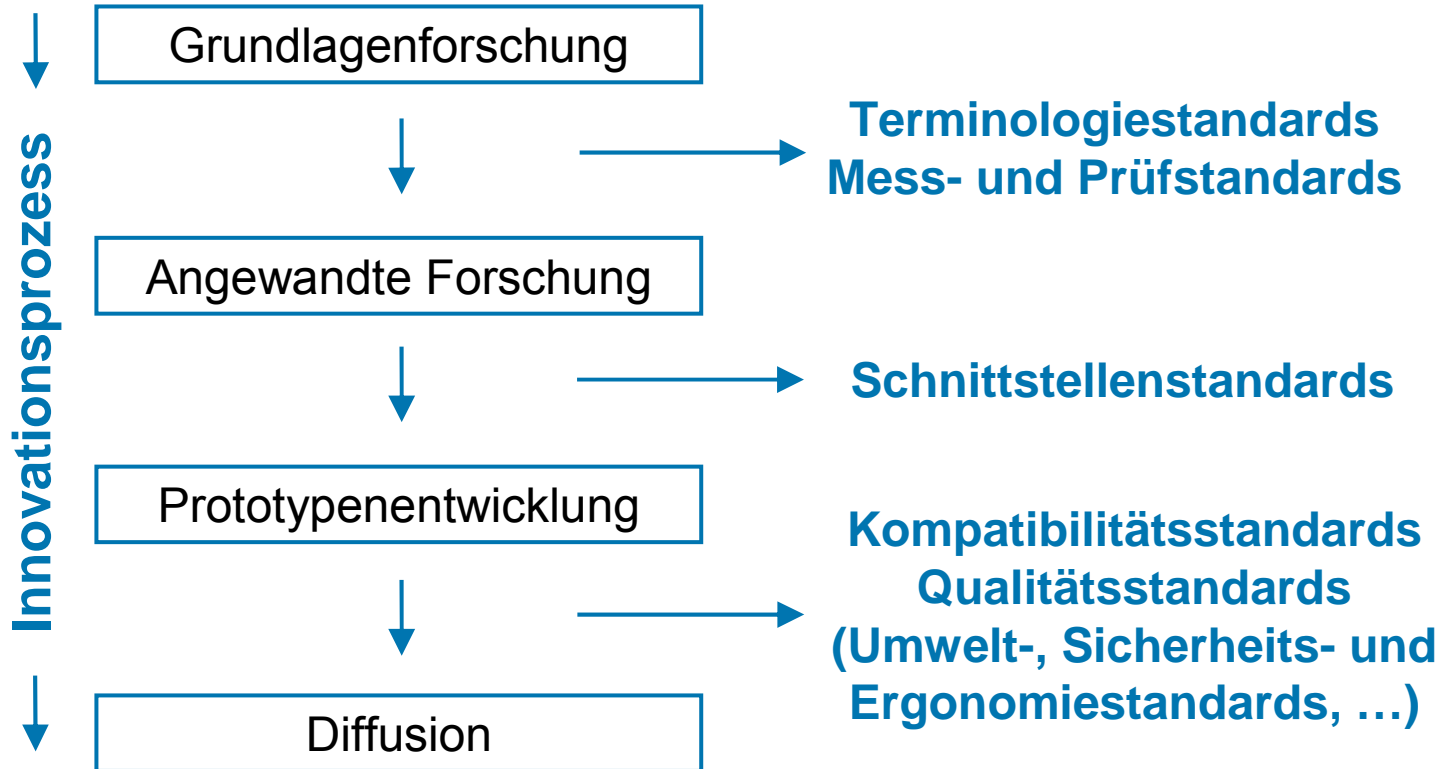 Innovationsprozess
Grundlagenforschung
Terminologiestandards
Mess- und Prüfstandards
Angewandte Forschung
Schnittstellenstandards
Prototypenentwicklung
Kompatibilitätsstandards
Qualitätsstandards
(Umwelt-, Sicherheits- und
Ergonomiestandards, …)
Diffusion